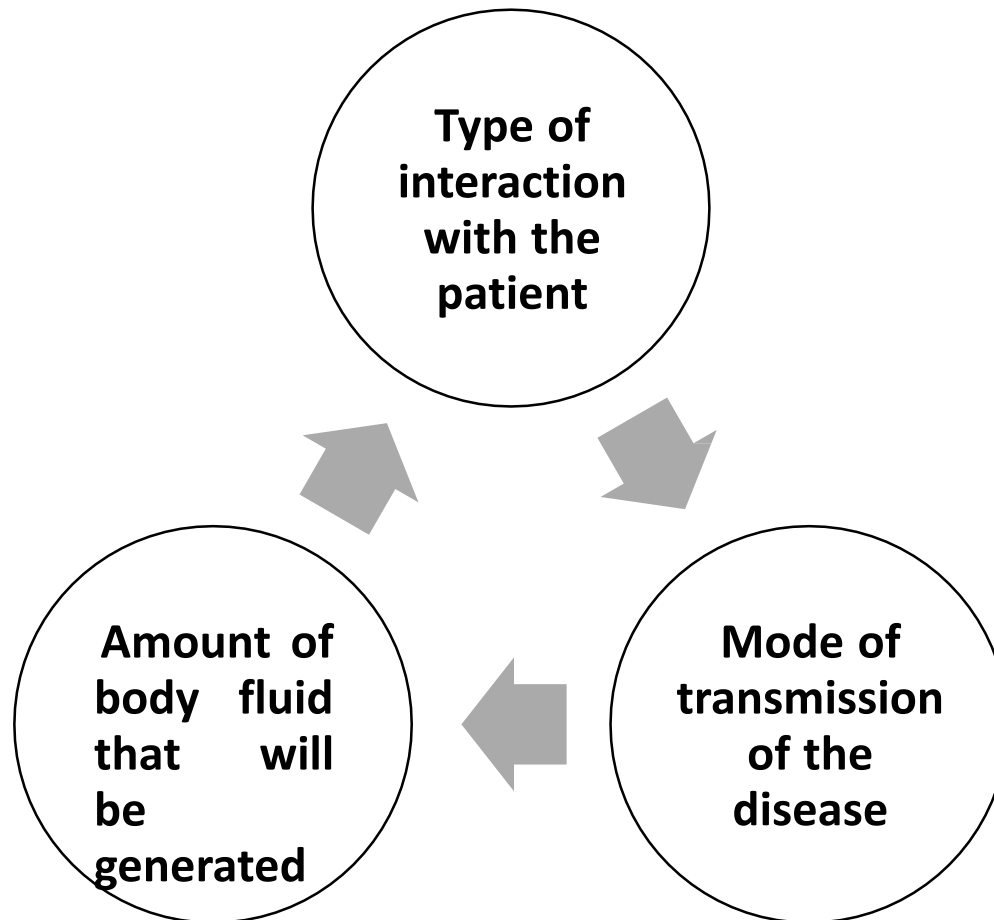 Type of
interaction
with the
patient
Mode of
transmission
of the
disease
Amount of
body fluid
that will
be
generated